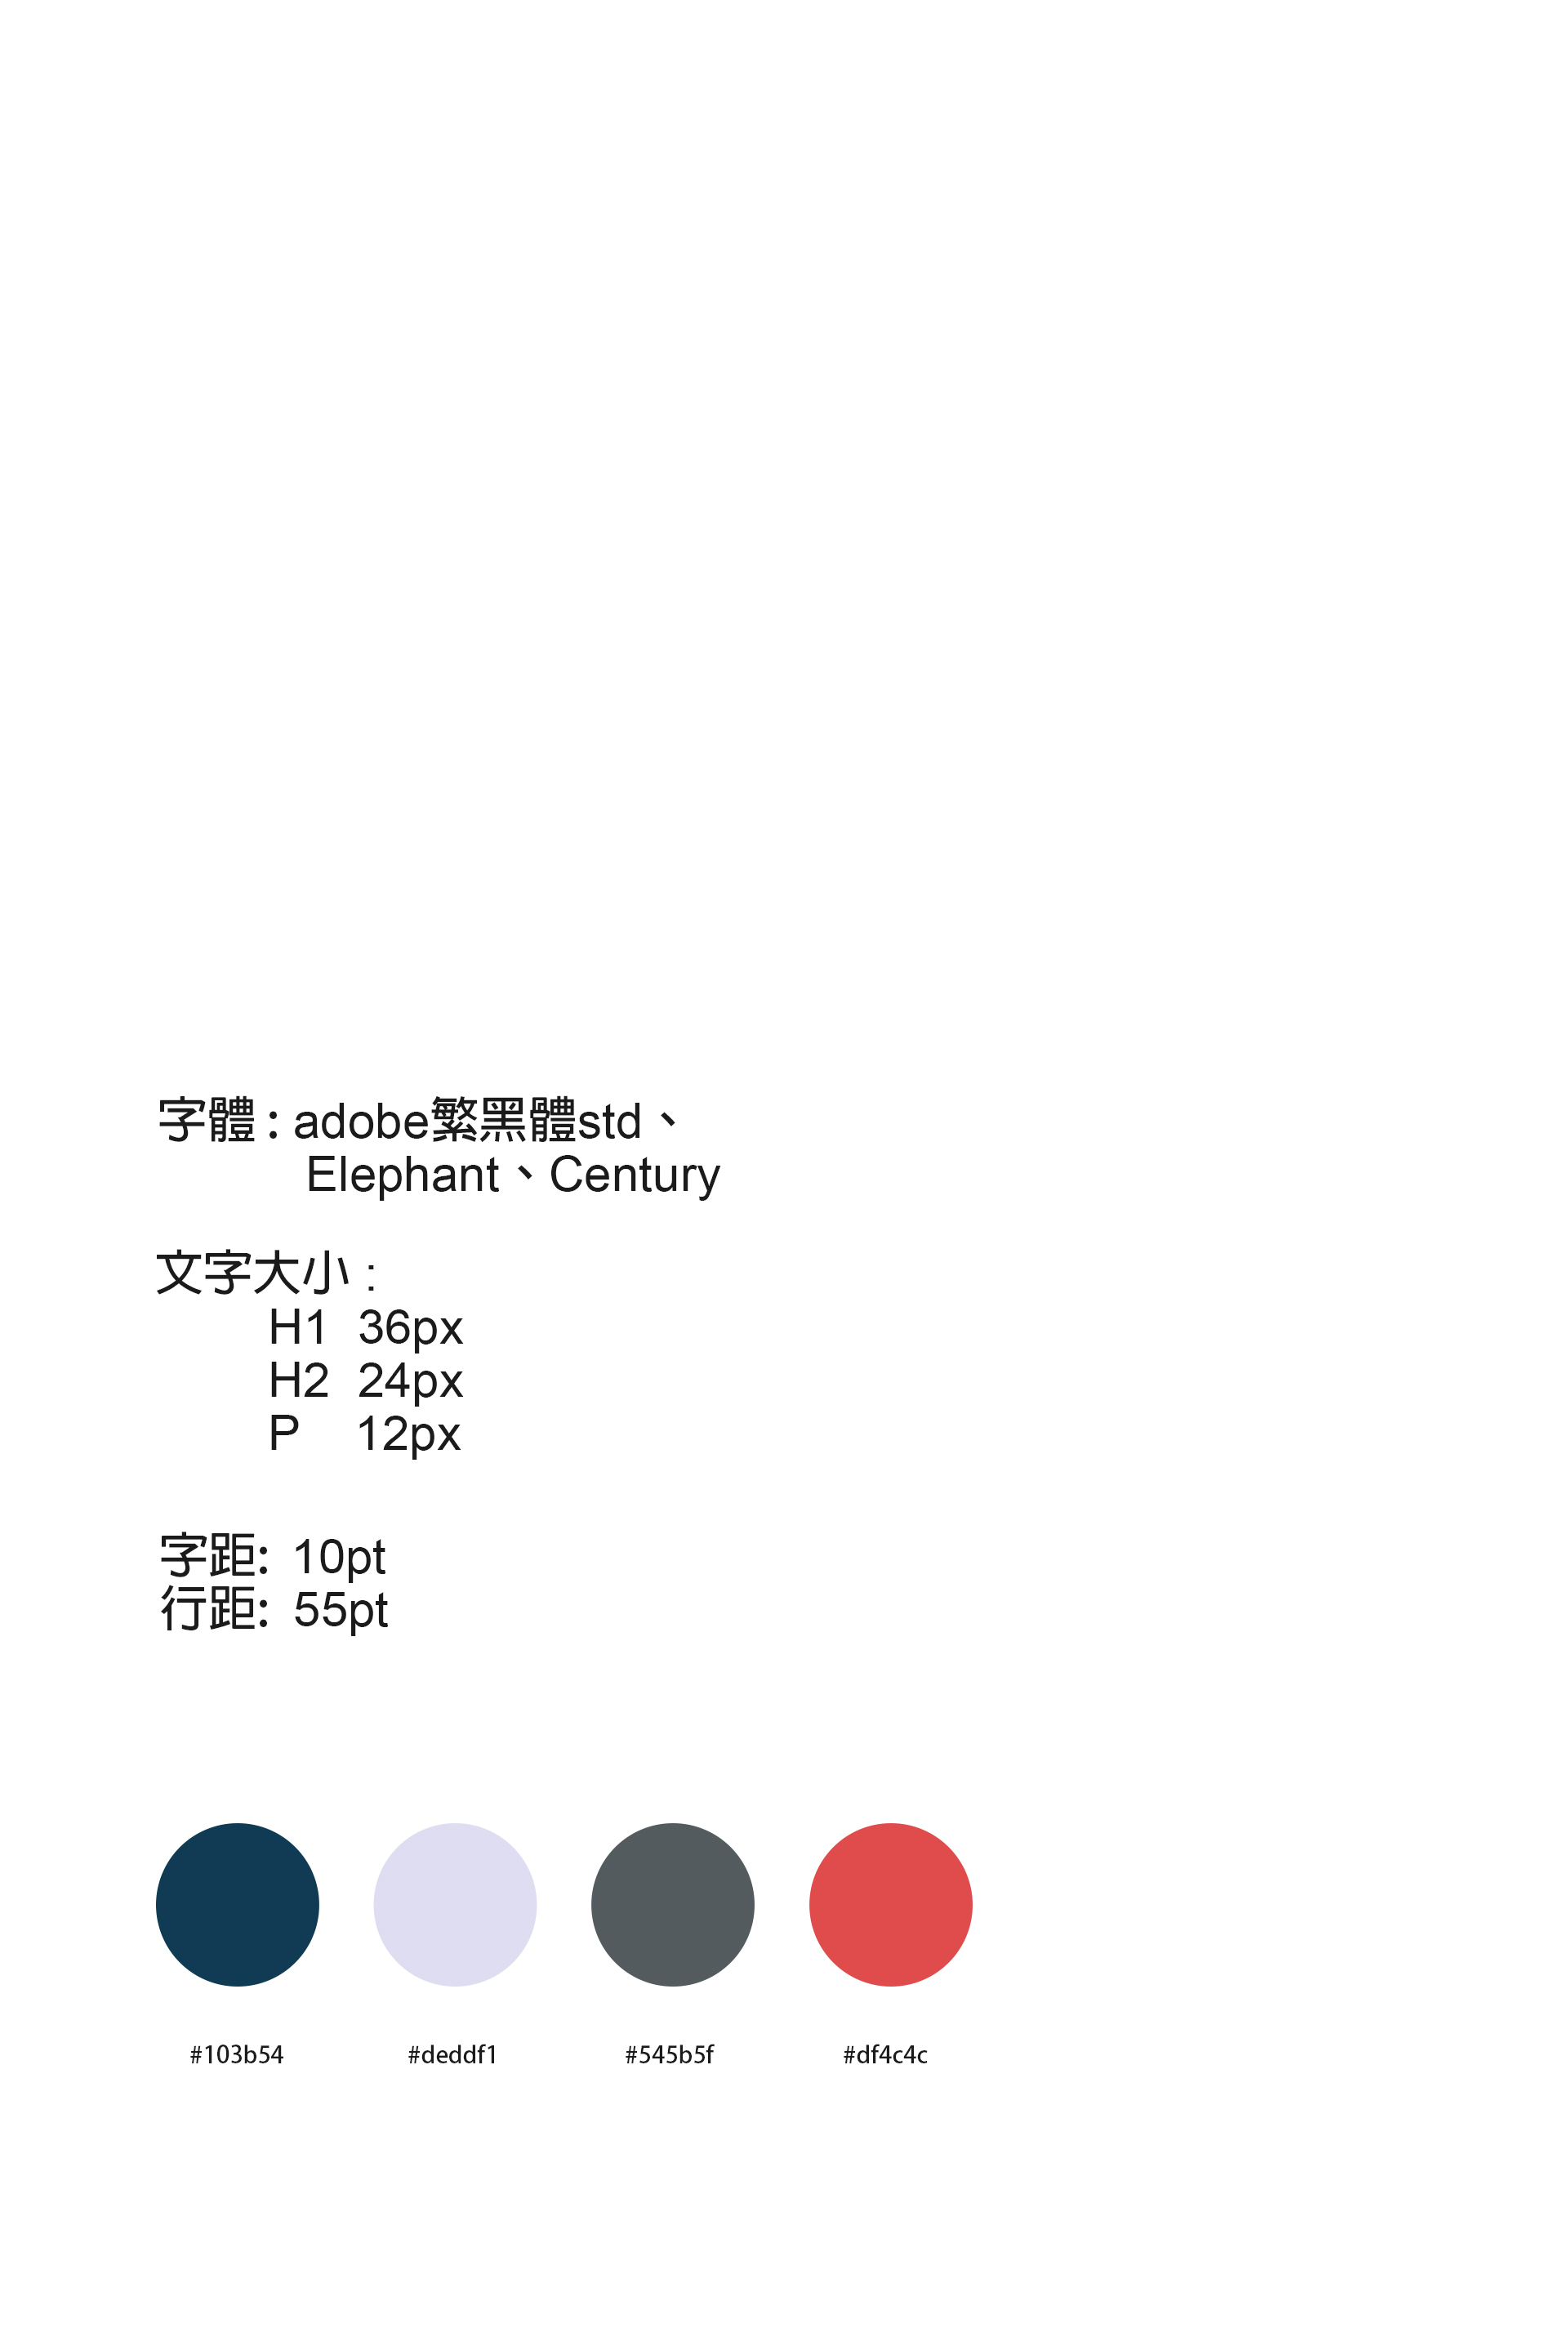 字體 : adobe繁黑體std、
Elephant、Century
文字大小 :
H1 36px
H2 24px
P 12px
字距: 10pt
行距: 55pt
#103b54 #deddf1 #545b5f #df4c4c